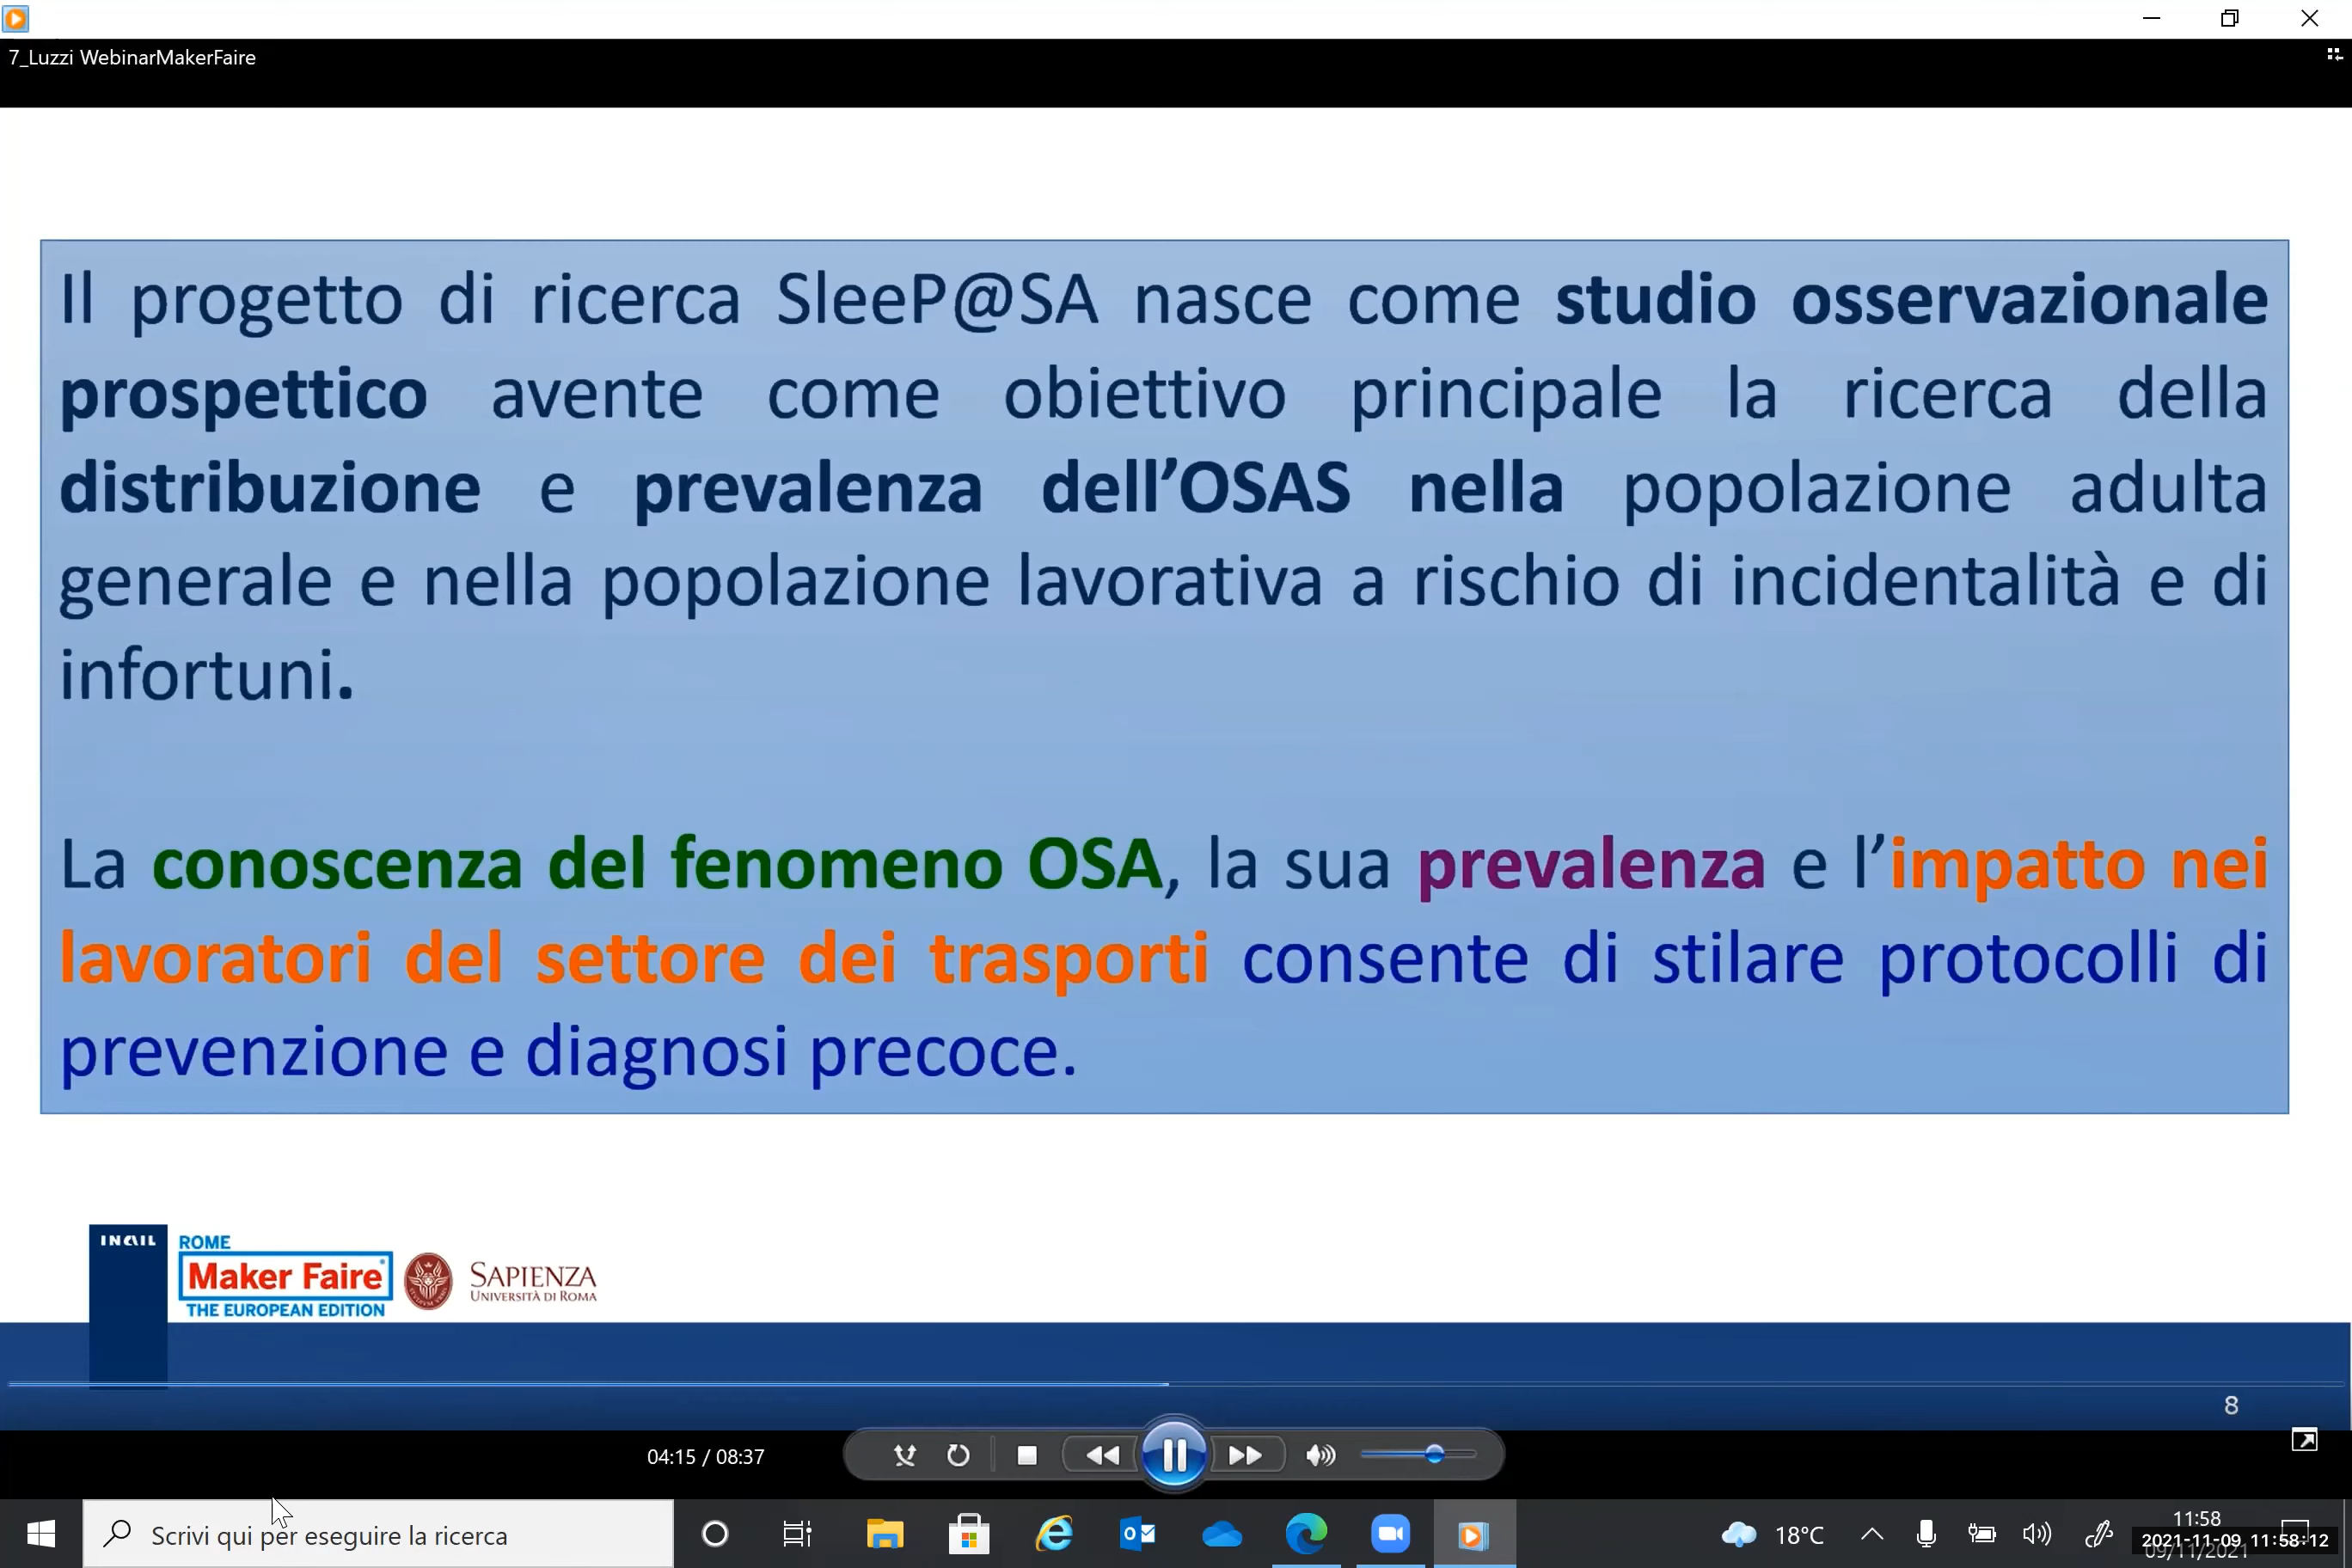 7_Luzzi WebinarMakerFaire
Il progetto di ricerca SleeP@SA nasce come studio osservazionale
prospettico avente come obiettivo principale la ricerca della
distribuzione e prevalenza dell’OSAS nella popolazione adulta
generale e nella popolazione lavorativa a rischio di incidentalità e di
infortuni.
La conoscenza del fenomeno OSA, la sua prevalenza e l’impatto nei
lavoratori del settore dei trasporti consente di stilare protocolli di
prevenzione e diagnosi precoce.
INAIL
ROME
Maker Faire
THE EUROPEAN EDITION
SAPIENZA
UNIVERSITÀ DI ROMA
8
04:15 / 08:37
Scrivi qui per eseguire la ricerca
18°C
11:58
2021-11-09 11:58:12
09/11/2021